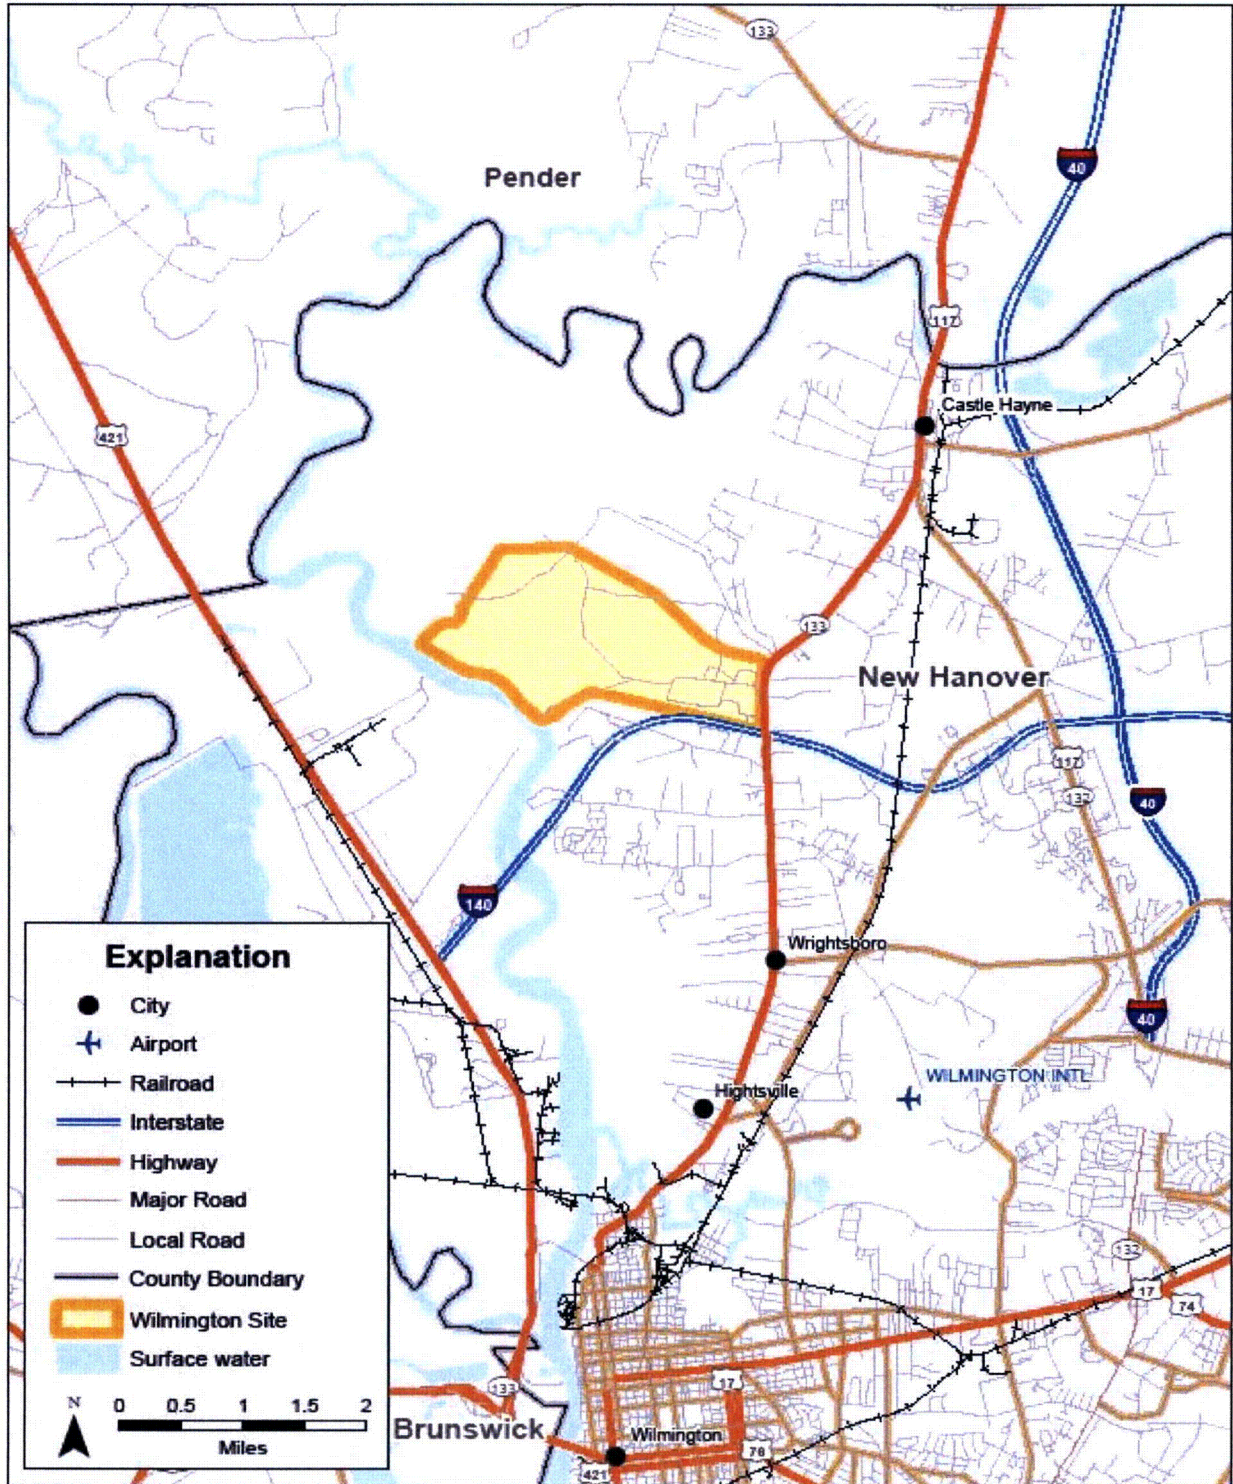 133
40
Pender
117
Castle Hayne
421
133
New Hanover
117
132
40
140
Wrightsboro
40
WILMINGTON INTL
Hightsville
132
17
74
133
17
Brunswick
Wilmington
76
421
Explanation
City
Airport
Railroad
Interstate
Highway
Major Road
Local Road
County Boundary
Wilmington Site
Surface water
N
0 0.5 1 1.5 2
Miles